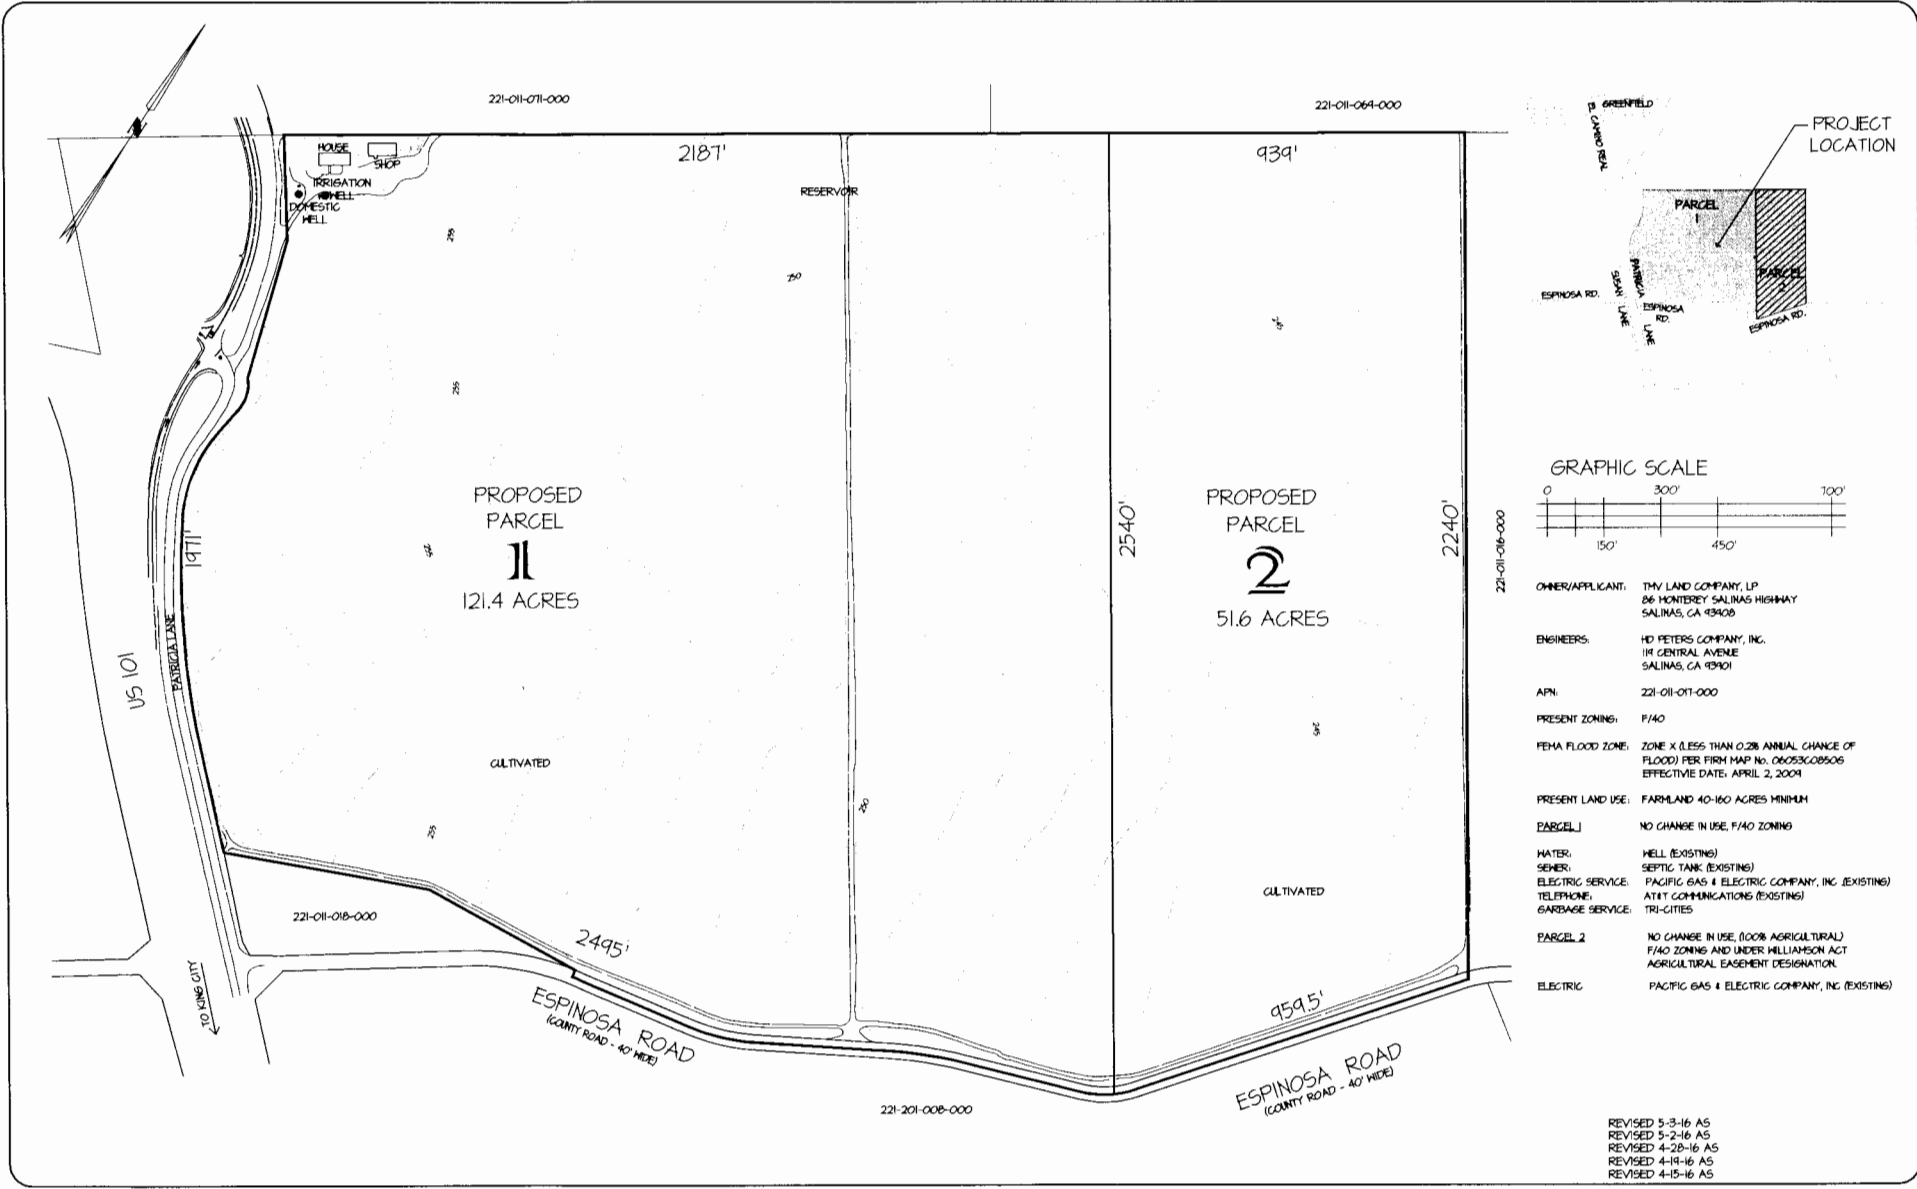 221-011-071-000
221-011-069-000
2187'
939'
HOUSE
SHOP
IRRIGATION
WELL
DOMESTIC
WELL
RESERVOIR
255
250
245
255
PROPOSED
PARCEL
1
121.4 ACRES
PROPOSED
PARCEL
2
51.6 ACRES
1971'
2540'
2240'
221-011-016-000
PATRICIA LANE
US 101
CULTIVATED
255
250
245
CULTIVATED
221-011-018-000
2495'
959.5'
TO KING CITY
ESPINOSA ROAD
(COUNTY ROAD - 40' WIDE)
ESPINOSA ROAD
(COUNTY ROAD - 40' WIDE)
221-201-008-000
GREENFIELD
EL CAMINO REAL
PROJECT
LOCATION
PARCEL
1
PARCEL
2
ESPINOSA RD.
SUSAN LANE
PATRICIA LANE
ESPINOSA
RD.
ESPINOSA RD.
GRAPHIC SCALE
0 300' 700'
150' 450'
OWNER/APPLICANT: TMV LAND COMPANY, LP
86 MONTEREY SALINAS HIGHWAY
SALINAS, CA 93908
ENGINEERS: HD PETERS COMPANY, INC.
119 CENTRAL AVENUE
SALINAS, CA 93901
APN: 221-011-017-000
PRESENT ZONING: F/40
FEMA FLOOD ZONE: ZONE X (LESS THAN 0.2% ANNUAL CHANCE OF
FLOOD) PER FIRM MAP No. 06053C0850G
EFFECTIVE DATE: APRIL 2, 2009
PRESENT LAND USE: FARMLAND 40-160 ACRES MINIMUM
PARCEL 1 NO CHANGE IN USE, F/40 ZONING
WATER: WELL (EXISTING)
SEWER: SEPTIC TANK (EXISTING)
ELECTRIC SERVICE: PACIFIC GAS & ELECTRIC COMPANY, INC (EXISTING)
TELEPHONE: AT&T COMMUNICATIONS (EXISTING)
GARBAGE SERVICE: TRI-CITIES
PARCEL 2 NO CHANGE IN USE, (100% AGRICULTURAL)
F/40 ZONING AND UNDER WILLIAMSON ACT
AGRICULTURAL EASEMENT DESIGNATION.
ELECTRIC PACIFIC GAS & ELECTRIC COMPANY, INC (EXISTING)
REVISED 5-3-16 AS
REVISED 5-2-16 AS
REVISED 4-28-16 AS
REVISED 4-19-16 AS
REVISED 4-15-16 AS